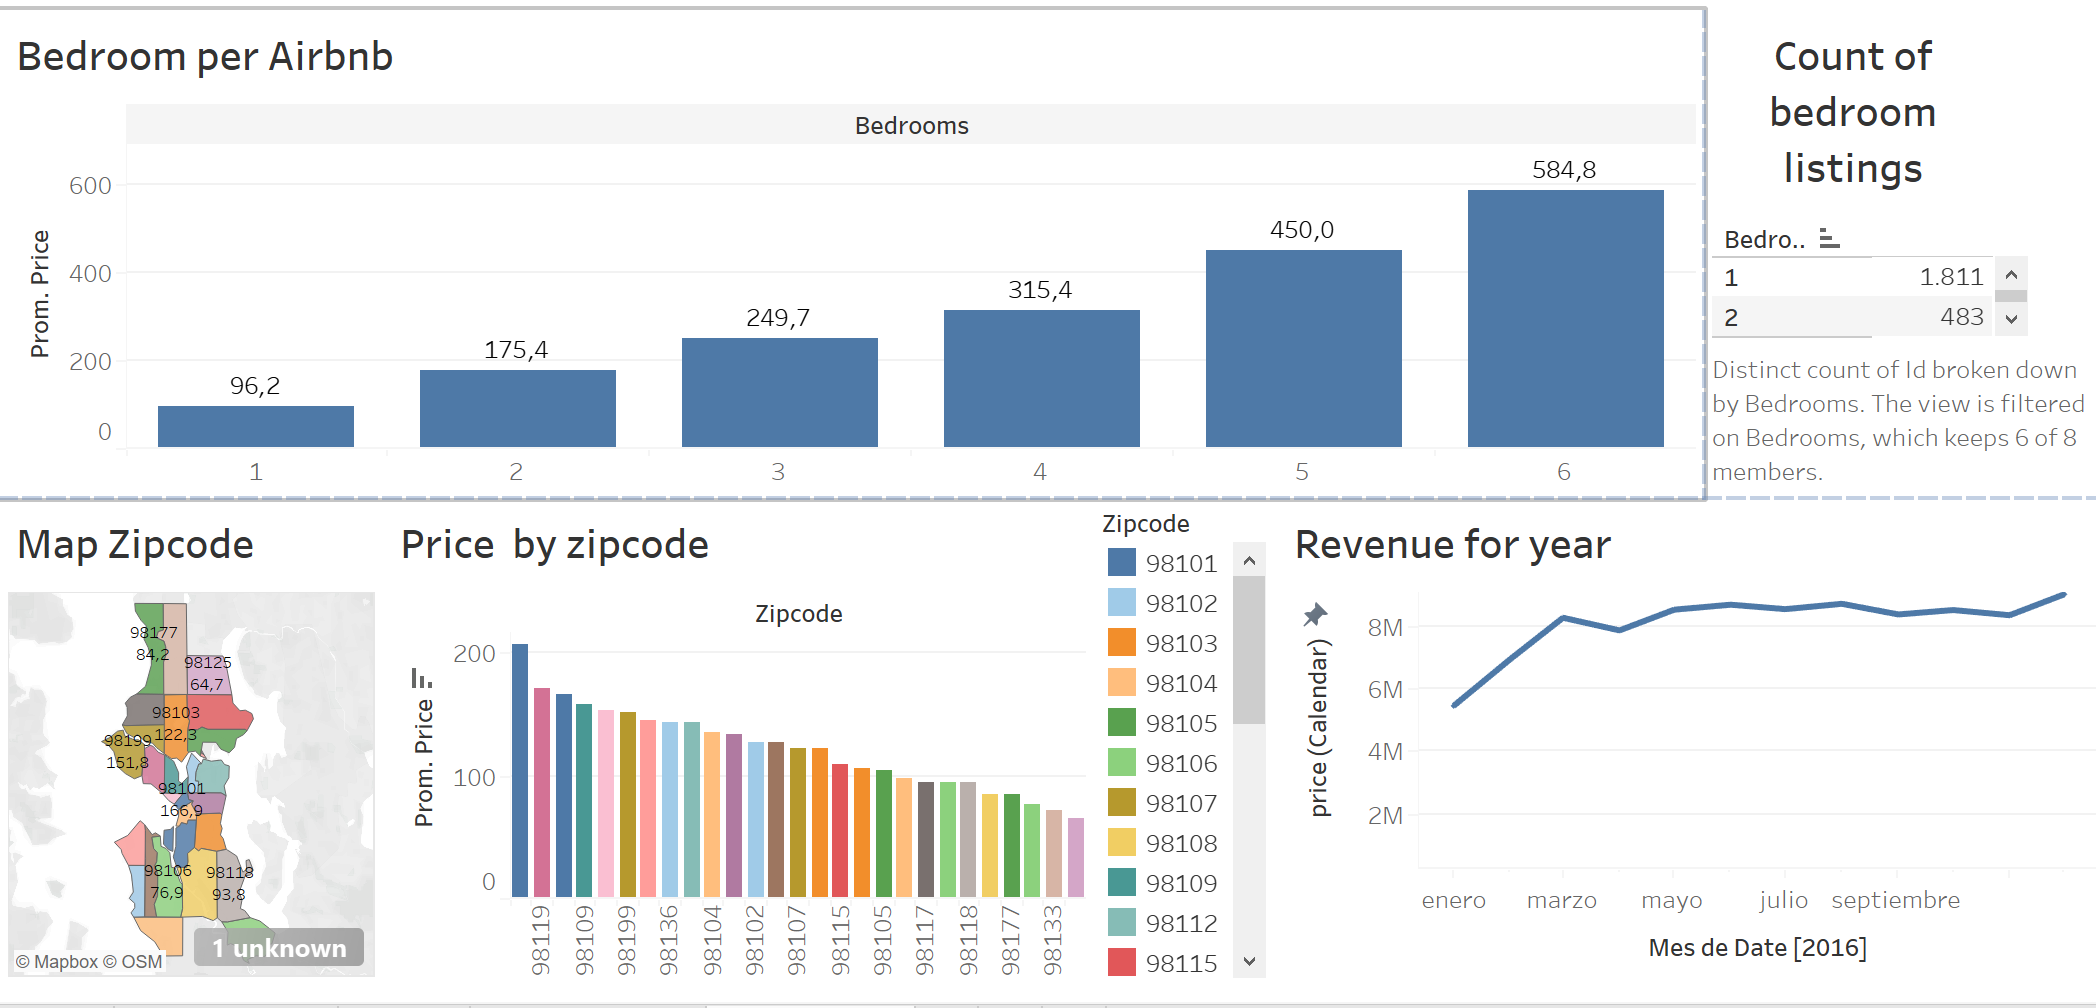 Bedroom per Airbnb
Bedrooms
Prom. Price
600
400
200
0
96,2
175,4
249,7
315,4
450,0
584,8
1
2
3
4
5
6
Count of
bedroom
listings
Bedro..
1 1.811
2 483
Distinct count of Id broken down
by Bedrooms. The view is filtered
on Bedrooms, which keeps 6 of 8
members.
Map Zipcode
98177
84,2
98125
64,7
98103
122,3
98199
151,8
98101
166,9
98106
76,9
98118
93,8
1 unknown
© Mapbox © OSM
Price by zipcode
Zipcode
Prom. Price
200
100
0
98119
98109
98199
98136
98104
98102
98107
98115
98105
98117
98118
98177
98133
Zipcode
98101
98102
98103
98104
98105
98106
98107
98108
98109
98112
98115
Revenue for year
price (Calendar)
8M
6M
4M
2M
enero
marzo
mayo
julio
septiembre
Mes de Date [2016]